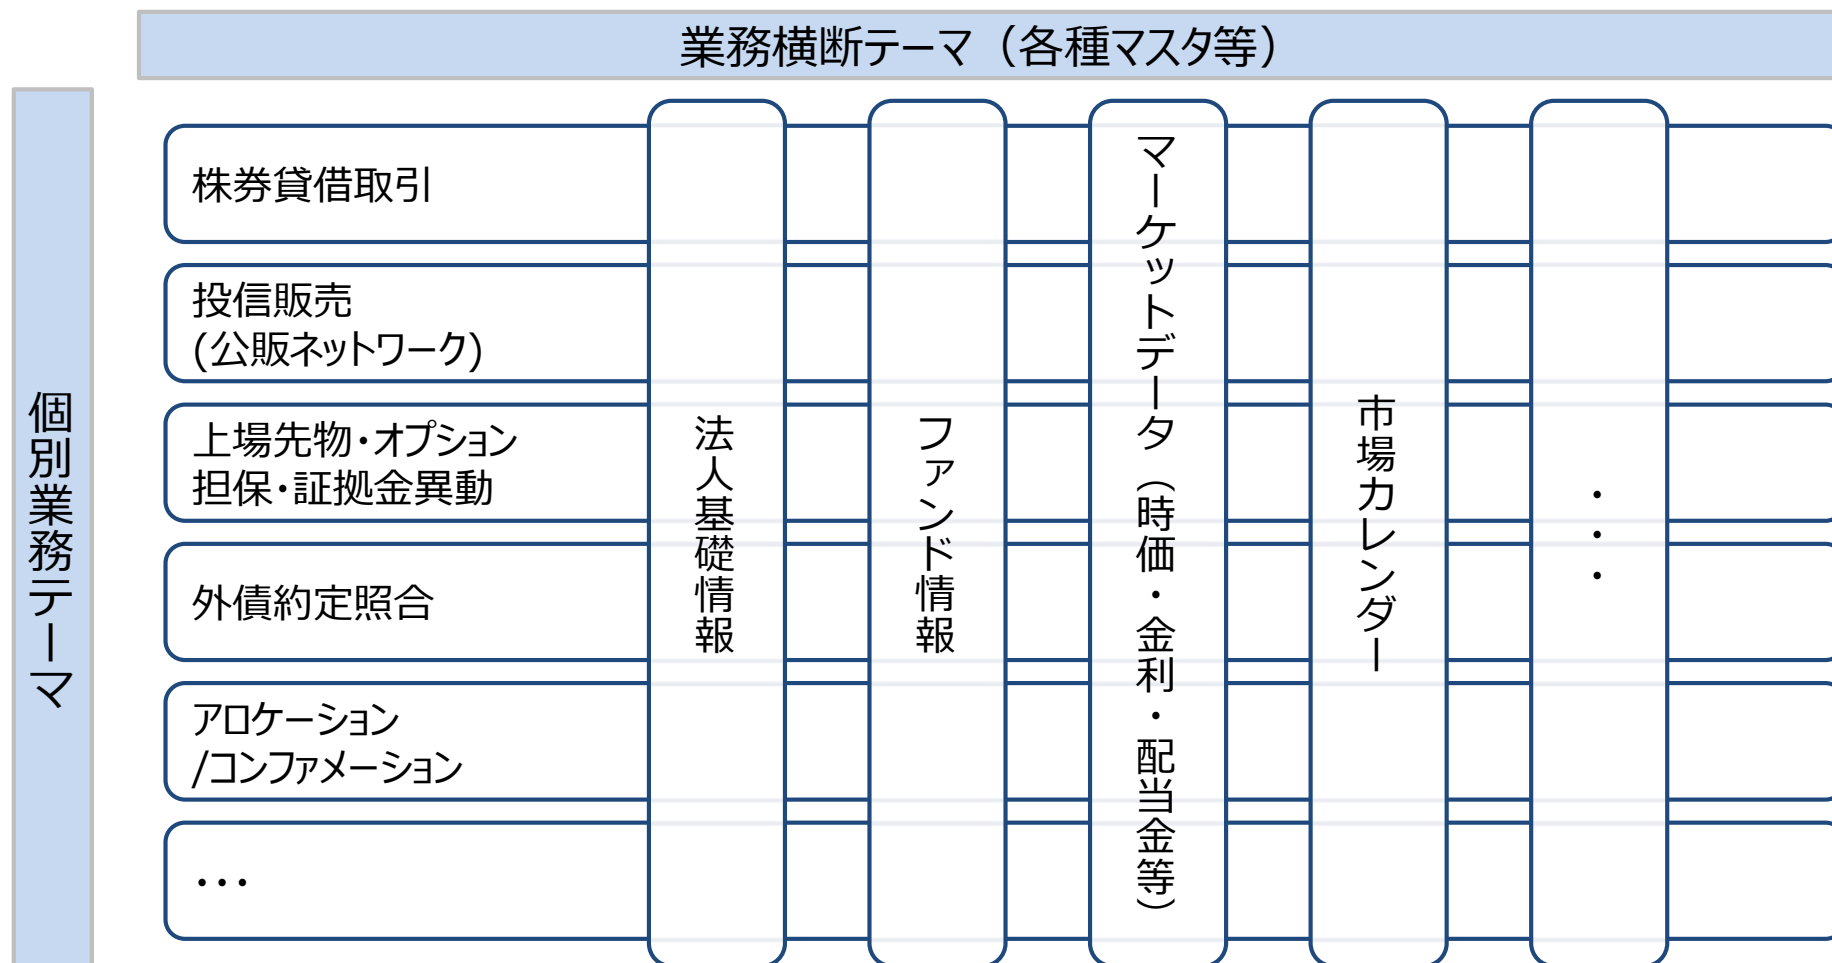 業務横断テーマ（各種マスタ等）
個別業務テーマ
株券貸借取引
投信販売
(公販ネットワーク)
上場先物・オプション
担保・証拠金異動
外債約定照合
アロケーション
/コンファメーション
・・・
法人基礎情報
ファンド情報
マーケットデータ（時価・金利・配当金等）
市場カレンダー
・・・